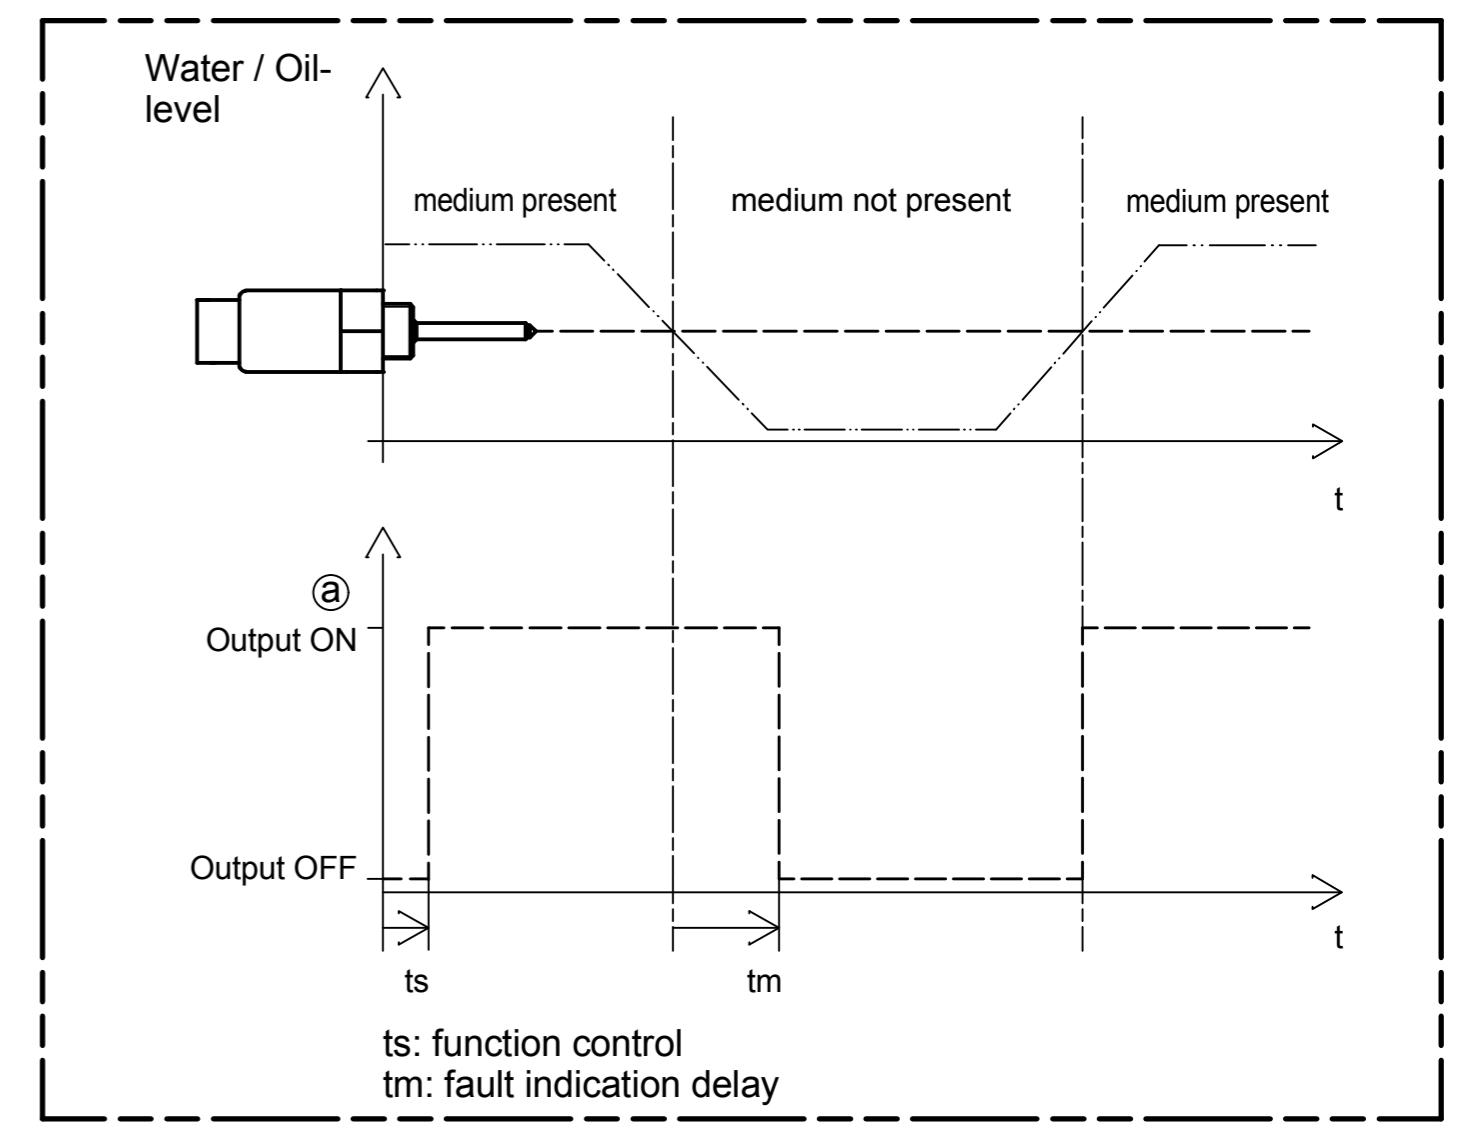 Water / Oil-
level
medium present
medium not present
medium present
t
ⓐ
Output ON
Output OFF
t
ts
tm
ts: function control
tm: fault indication delay